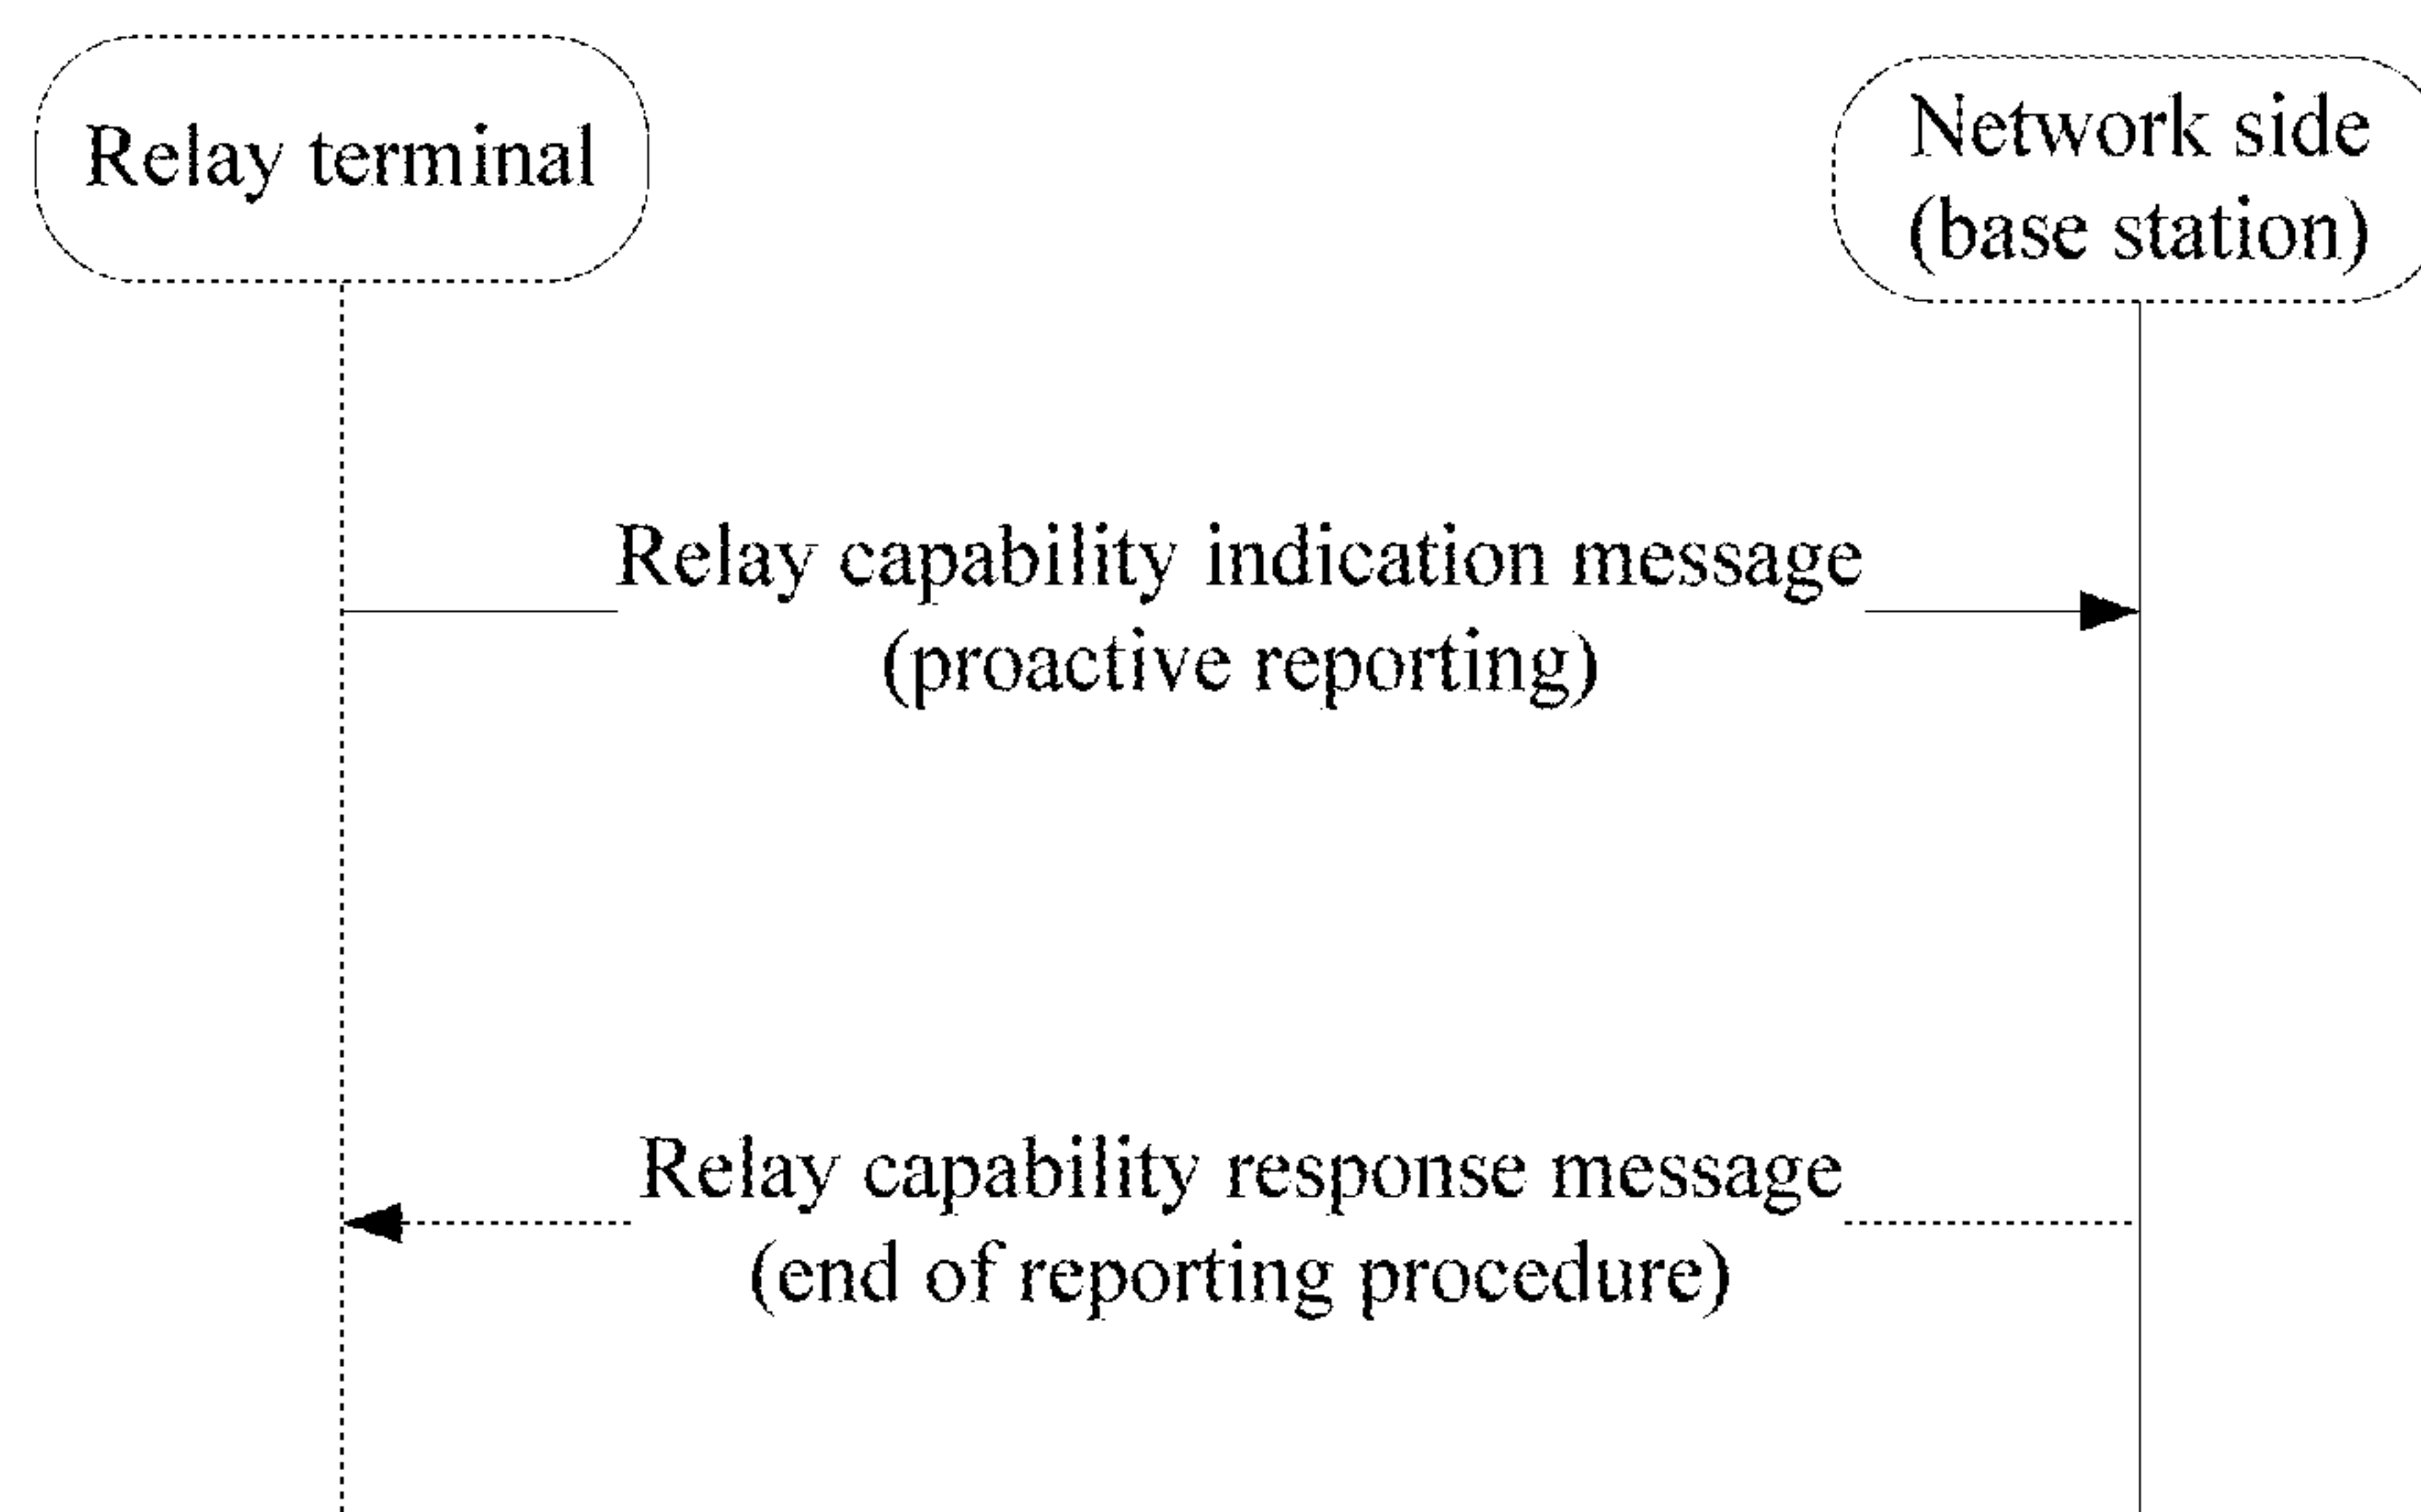 Relay terminal
Network side
(base station)
Relay capability indication message
(proactive reporting)
Relay capability response message
(end of reporting procedure)